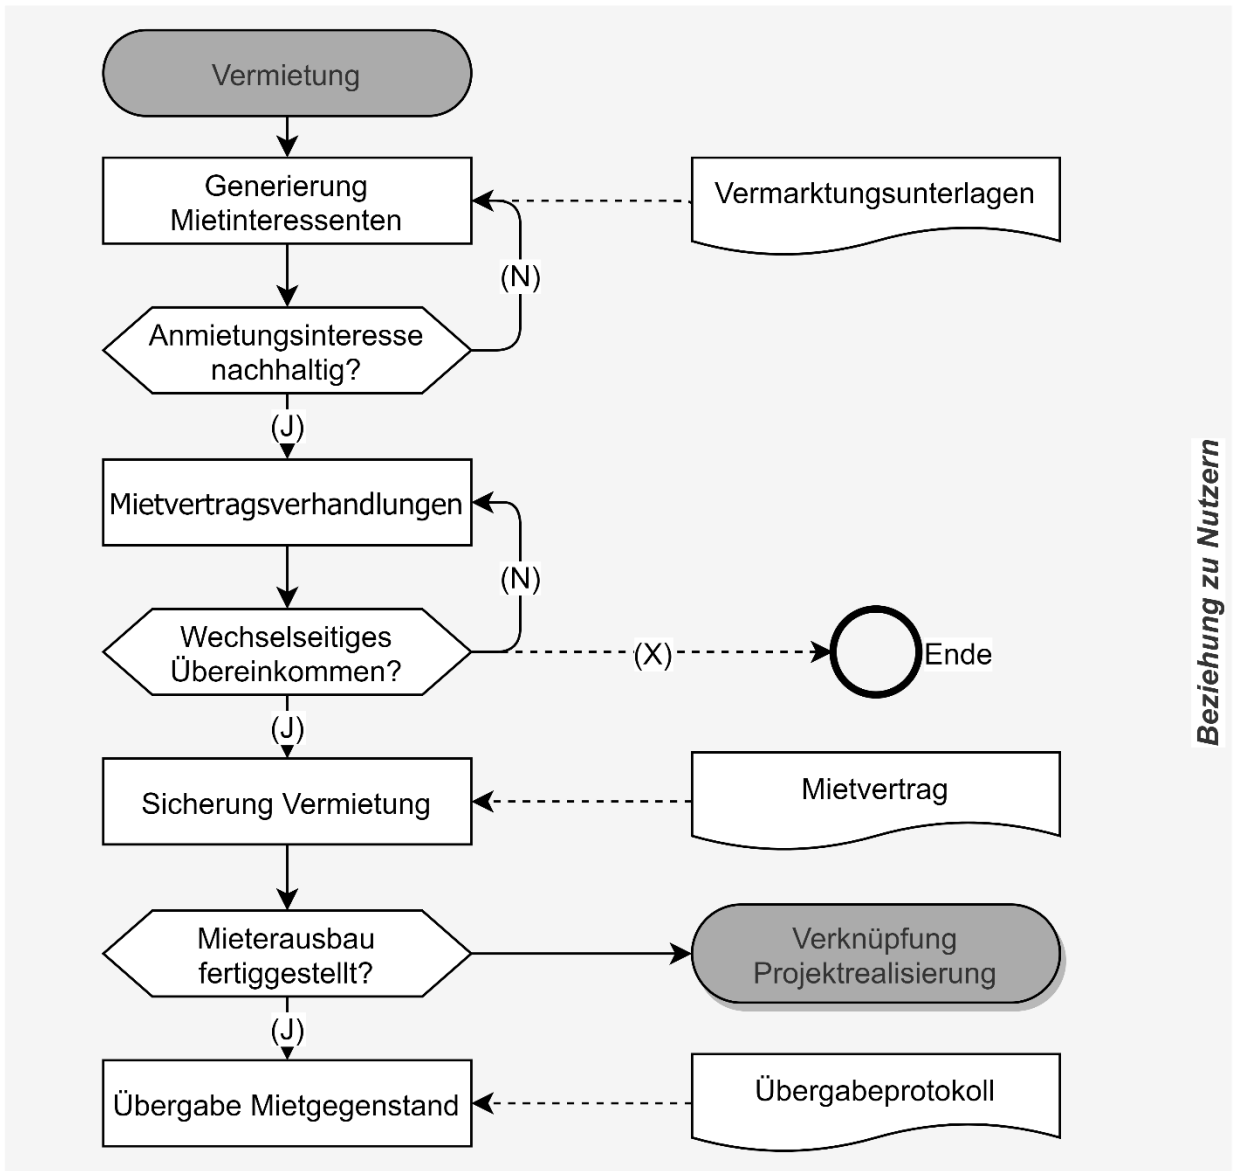 Vermietung
Generierung
Mietinteressenten
Vermarktungsunterlagen
(N)
Anmietungsinteresse
nachhaltig?
(J)
Mietvertragsverhandlungen
(N)
Wechselseitiges
Übereinkommen?
(X)
Ende
(J)
Sicherung Vermietung
Mietvertrag
Mieterausbau
fertiggestellt?
Verknüpfung
Projektrealisierung
(J)
Übergabe Mietgegenstand
Übergabeprotokoll
Beziehung zu Nutzern